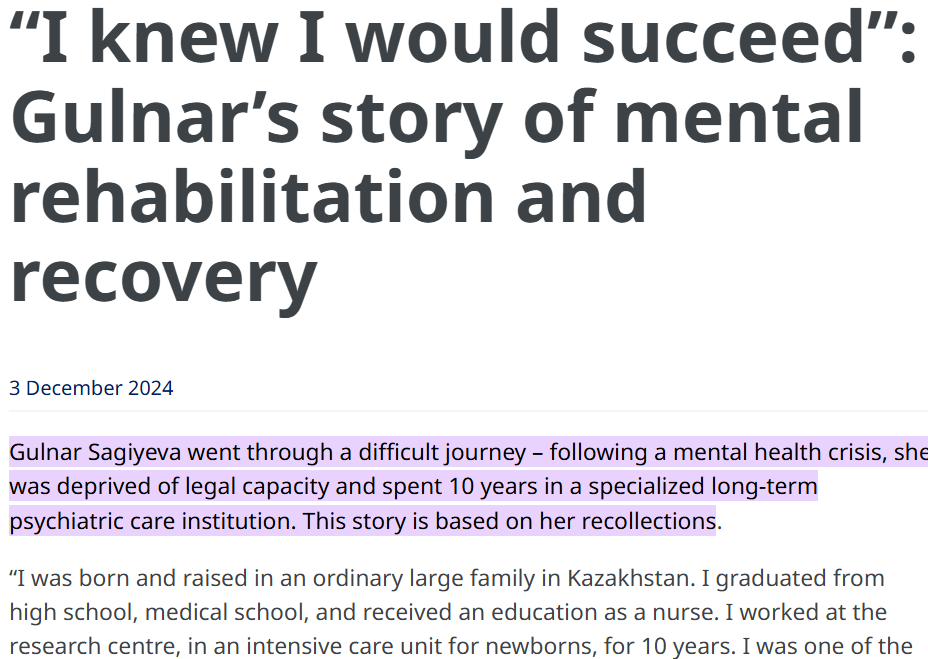 “I knew I would succeed”:
Gulnar’s story of mental
rehabilitation and
recovery
3 December 2024
Gulnar Sagiyeva went through a difficult journey – following a mental health crisis, she
was deprived of legal capacity and spent 10 years in a specialized long-term
psychiatric care institution. This story is based on her recollections.
“I was born and raised in an ordinary large family in Kazakhstan. I graduated from
high school, medical school, and received an education as a nurse. I worked at the
research centre, in an intensive care unit for newborns, for 10 years. I was one of the